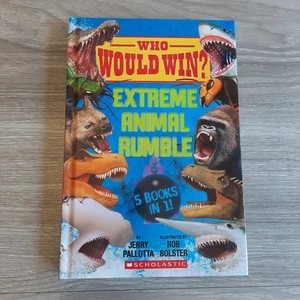 WHO
WOULD WIN?
EXTREME
ANIMAL
RUMBLE
5 BOOKS
IN 1!
BY
JERRY
PALLOTTA
ILLUSTRATED BY
ROB
BOLSTER
SCHOLASTIC